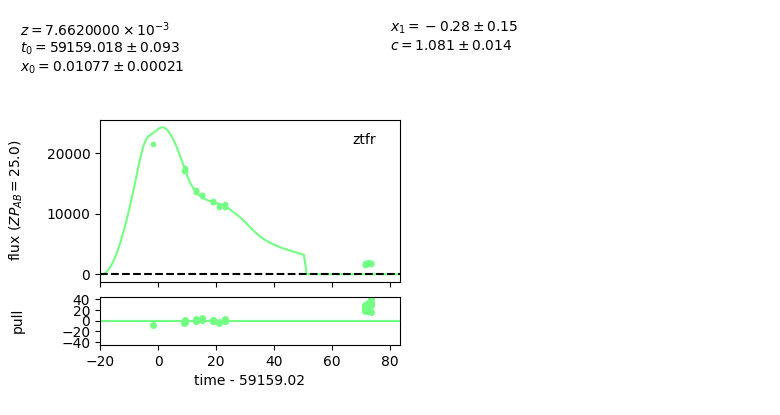 z = 7.6620000 × 10⁻³
t₀ = 59159.018 ± 0.093
x₀ = 0.01077 ± 0.00021
x₁ = − 0.28 ± 0.15
c = 1.081 ± 0.014
ztfr
flux (ZP_AB = 25.0)
20000
10000
0
pull
40
20
0
−20
−40
−20 0 20 40 60 80
time - 59159.02